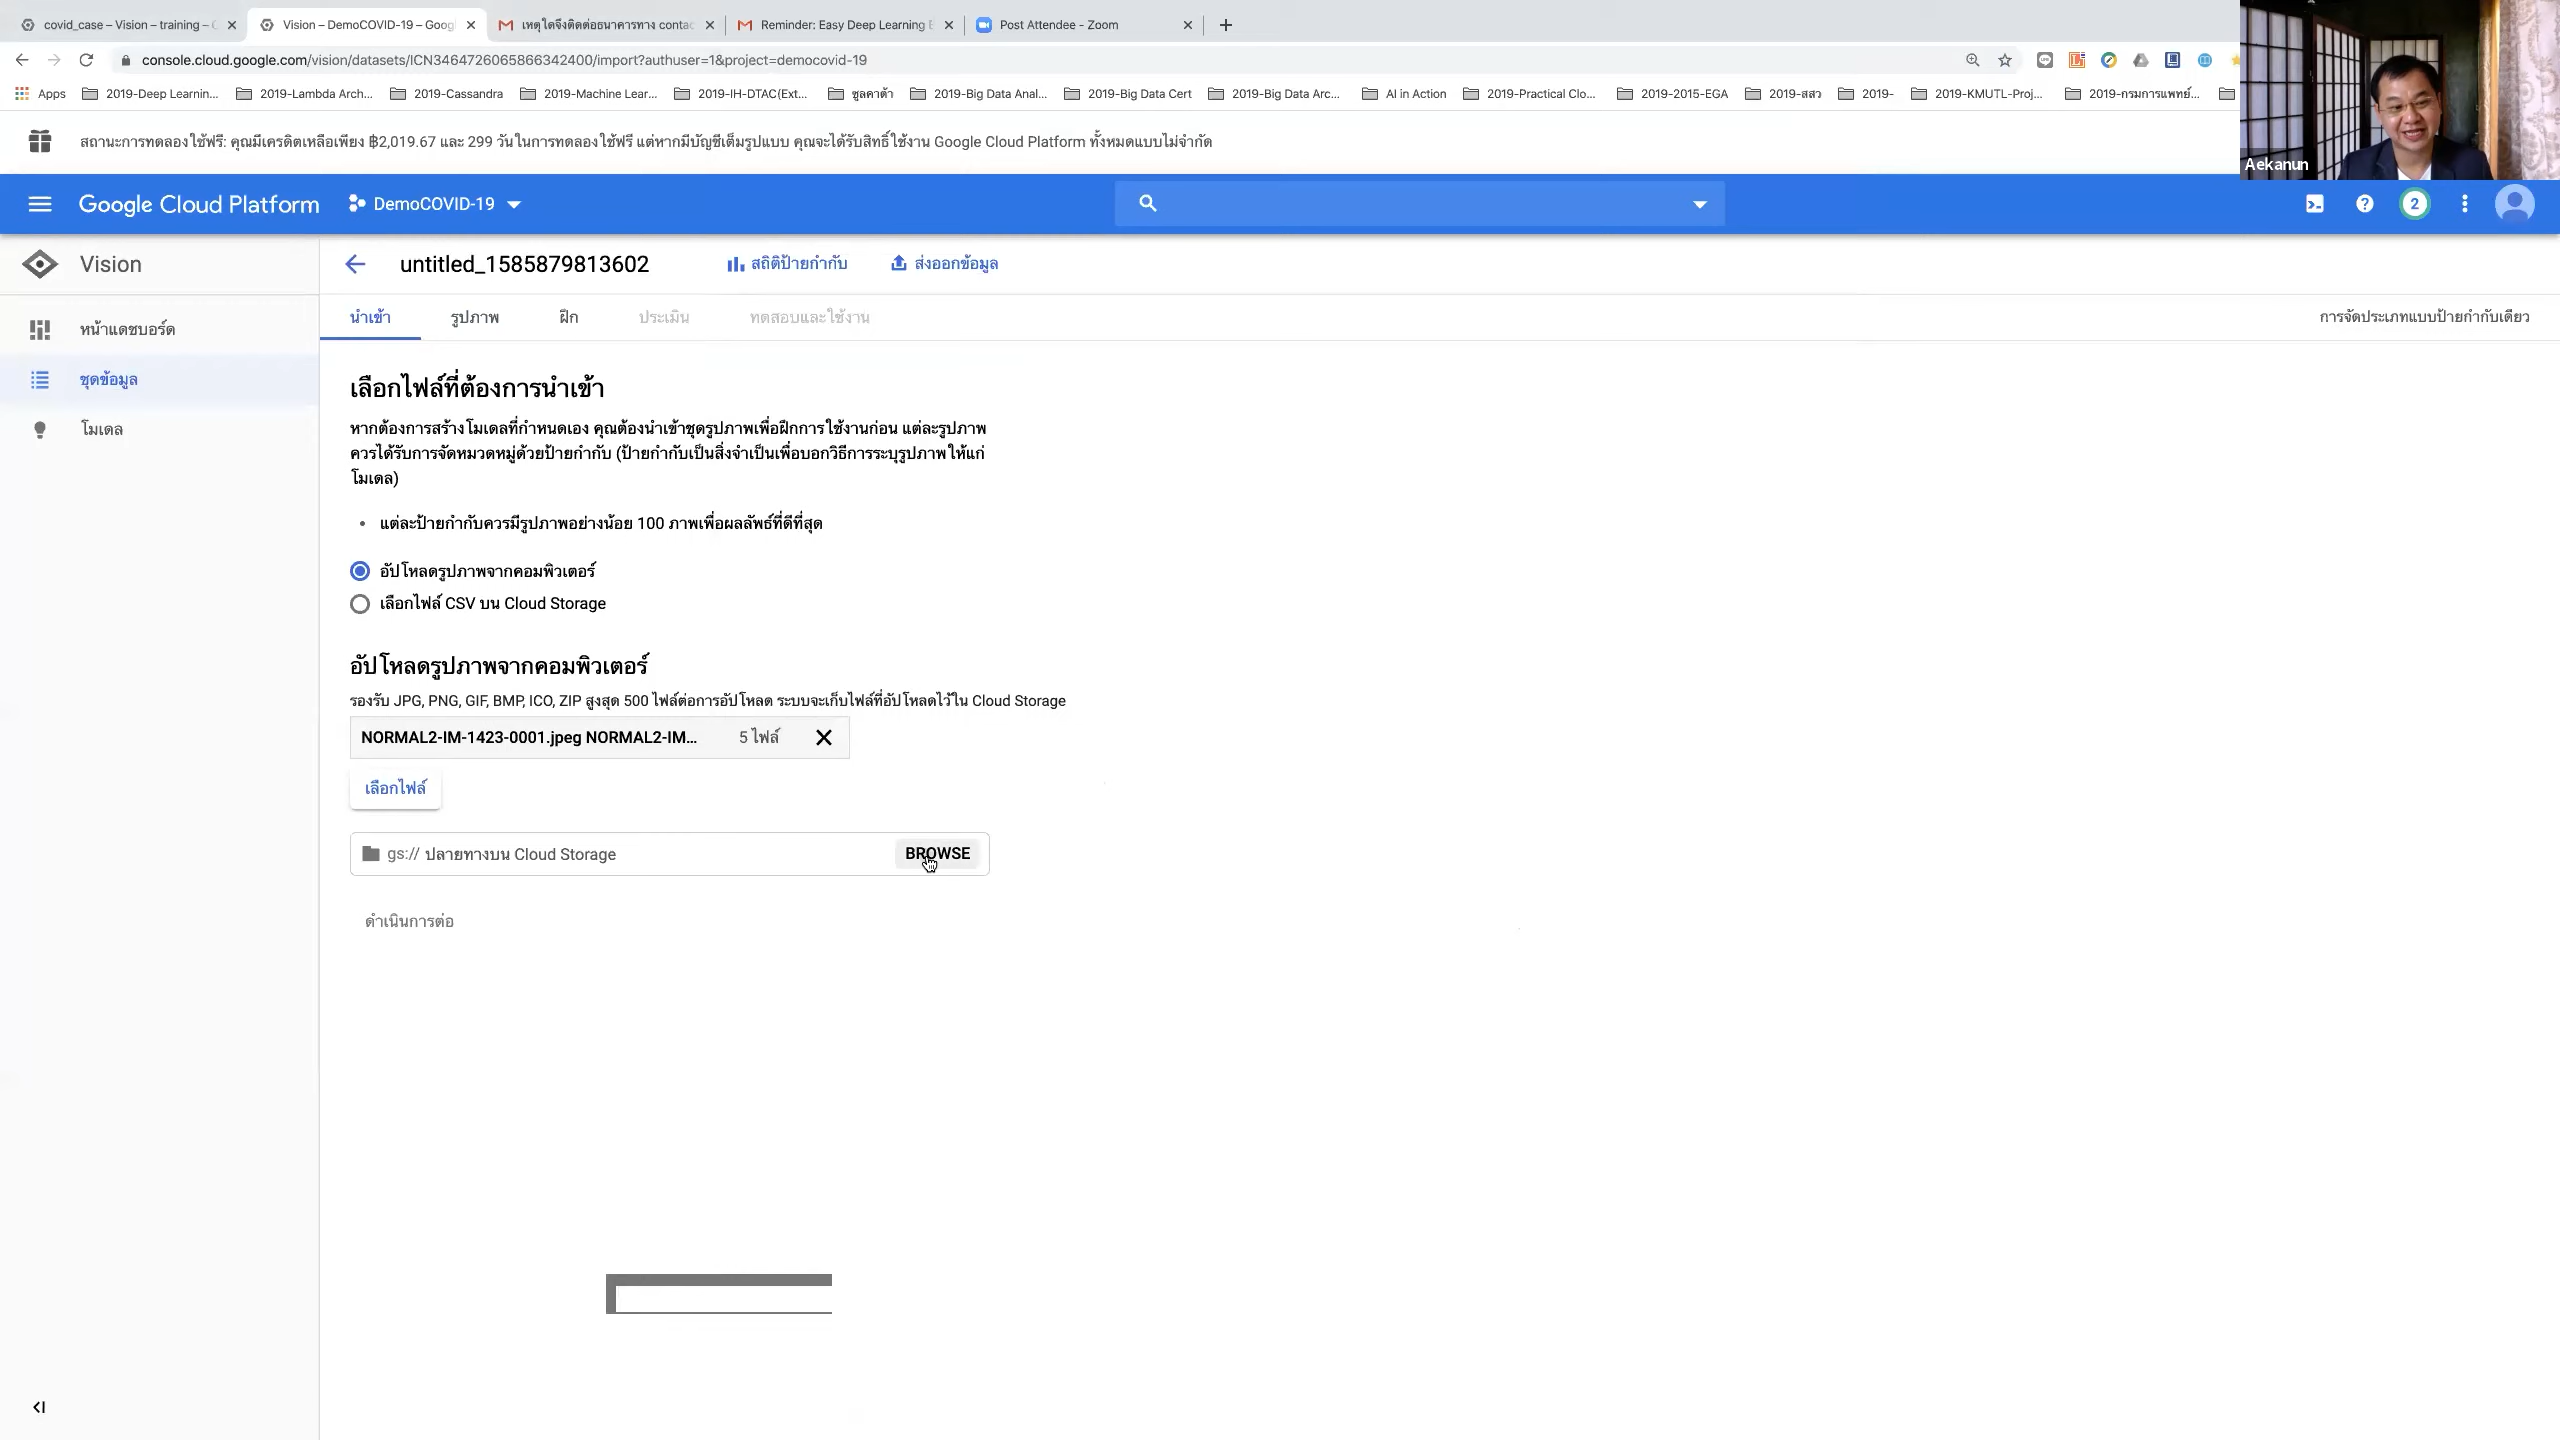 covid_case – Vision – training –
Vision – DemoCOVID-19 – Goog
เหตุใดจึงติดต่อธนาคารทาง contac
Reminder: Easy Deep Learning
Post Attendee - Zoom
console.cloud.google.com/vision/datasets/ICN3464726065866342400/import?authuser=1&project=democovid-19
Apps
2019-Deep Learnin...
2019-Lambda Arch...
2019-Cassandra
2019-Machine Lear...
2019-IH-DTAC(Ext...
ซูลคาต้า
2019-Big Data Anal...
2019-Big Data Cert
2019-Big Data Arc...
AI in Action
2019-Practical Clo...
2019-2015-EGA
2019-สสว
2019-
2019-KMUTL-Proj...
2019-กรมการแพทย์...
สถานะการทดลองใช้ฟรี: คุณมีเครดิตเหลือเพียง ฿2,019.67 และ 299 วันในการทดลองใช้ฟรี แต่หากมีบัญชีเต็มรูปแบบ คุณจะได้รับสิทธิ์ใช้งาน Google Cloud Platform ทั้งหมดแบบไม่จำกัด
Aekanun
Google Cloud Platform
DemoCOVID-19
2
Vision
untitled_1585879813602
สถิติป้ายกำกับ
ส่งออกข้อมูล
หน้าแดชบอร์ด
ชุดข้อมูล
โมเดล
นำเข้า
รูปภาพ
ฝึก
ประเมิน
ทดสอบและใช้งาน
การจัดประเภทแบบป้ายกำกับเดียว
เลือกไฟล์ที่ต้องการนำเข้า
หากต้องการสร้างโมเดลที่กำหนดเอง คุณต้องนำเข้าชุดรูปภาพเพื่อฝึกการใช้งานก่อน แต่ละรูปภาพ
ควรได้รับการจัดหมวดหมู่ด้วยป้ายกำกับ (ป้ายกำกับเป็นสิ่งจำเป็นเพื่อบอกวิธีการระบุรูปภาพให้แก่
โมเดล)
• แต่ละป้ายกำกับควรมีรูปภาพอย่างน้อย 100 ภาพเพื่อผลลัพธ์ที่ดีที่สุด
อัปโหลดรูปภาพจากคอมพิวเตอร์
เลือกไฟล์ CSV บน Cloud Storage
อัปโหลดรูปภาพจากคอมพิวเตอร์
รองรับ JPG, PNG, GIF, BMP, ICO, ZIP สูงสุด 500 ไฟล์ต่อการอัปโหลด ระบบจะเก็บไฟล์ที่อัปโหลดไว้ใน Cloud Storage
NORMAL2-IM-1423-0001.jpeg NORMAL2-IM...
5 ไฟล์
เลือกไฟล์
gs:// ปลายทางบน Cloud Storage
BROWSE
ดำเนินการต่อ